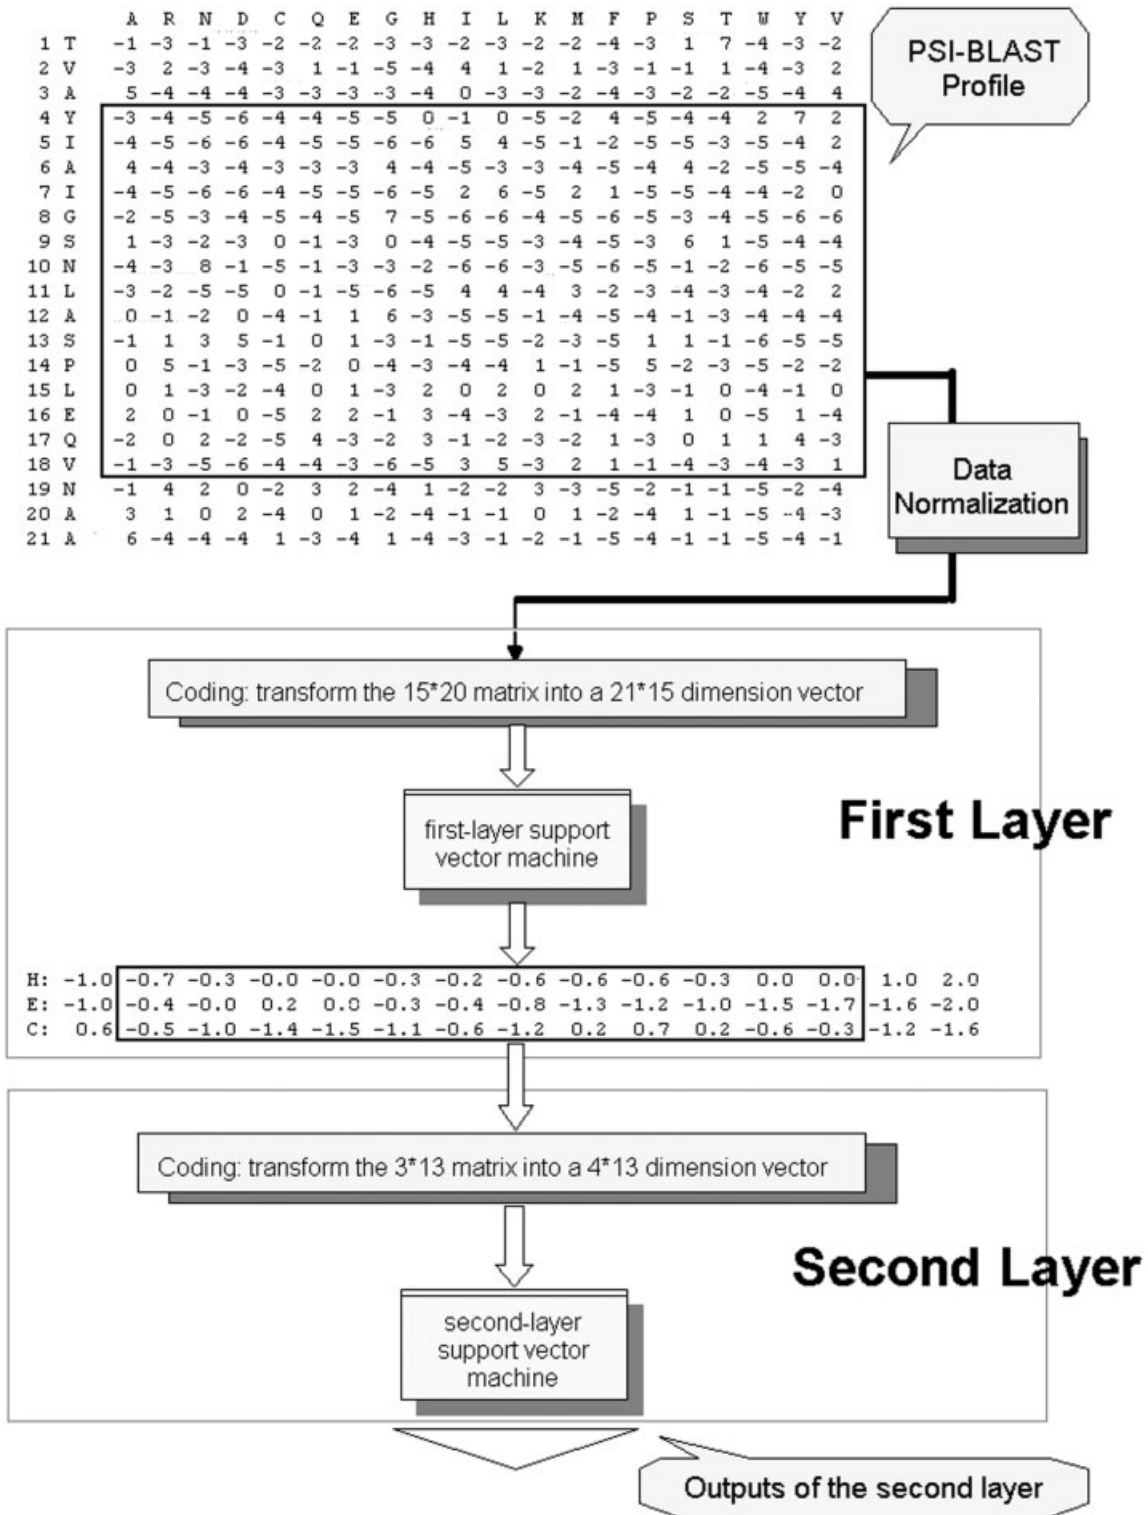 A R N D C Q E G H I L K M F P S T W Y V
1 T -1 -3 -1 -3 -2 -2 -2 -3 -3 -2 -3 -2 -2 -4 -3 1 7 -4 -3 -2
2 V -3 2 -3 -4 -3 1 -1 -5 -4 4 1 -2 1 -3 -1 -1 1 -4 -3 2
3 A 5 -4 -4 -4 -3 -3 -3 -3 -4 0 -3 -3 -2 -4 -3 -2 -2 -5 -4 4
4 Y -3 -4 -5 -6 -4 -4 -5 -5 0 -1 0 -5 -2 4 -5 -4 -4 2 7 2
5 I -4 -5 -6 -6 -4 -5 -5 -6 -6 5 4 -5 -1 -2 -5 -5 -3 -5 -4 2
6 A 4 -4 -3 -4 -3 -3 -3 4 -4 -5 -3 -3 -4 -5 -4 4 -2 -5 -5 -4
7 I -4 -5 -6 -6 -4 -5 -5 -6 -5 2 6 -5 2 1 -5 -5 -4 -4 -2 0
8 G -2 -5 -3 -4 -5 -4 -5 7 -5 -6 -6 -4 -5 -6 -5 -3 -4 -5 -6 -6
9 S 1 -3 -2 -3 0 -1 -3 0 -4 -5 -5 -3 -4 -5 -3 6 1 -5 -4 -4
10 N -4 -3 8 -1 -5 -1 -3 -3 -2 -6 -6 -3 -5 -6 -5 -1 -2 -6 -5 -5
11 L -3 -2 -5 -5 0 -1 -5 -6 -5 4 4 -4 3 -2 -3 -4 -3 -4 -2 2
12 A 0 -1 -2 0 -4 -1 1 6 -3 -5 -5 -1 -4 -5 -4 -1 -3 -4 -4 -4
13 S -1 1 3 5 -1 0 1 -3 -1 -5 -5 -2 -3 -5 1 1 -1 -6 -5 -5
14 P 0 5 -1 -3 -5 -2 0 -4 -3 -4 -4 1 -1 -5 5 -2 -3 -5 -2 -2
15 L 0 1 -3 -2 -4 0 1 -3 2 0 2 0 2 1 -3 -1 0 -4 -1 0
16 E 2 0 -1 0 -5 2 2 -1 3 -4 -3 2 -1 -4 -4 1 0 -5 1 -4
17 Q -2 0 2 -2 -5 4 -3 -2 3 -1 -2 -3 -2 1 -3 0 1 1 4 -3
18 V -1 -3 -5 -6 -4 -4 -3 -6 -5 3 5 -3 2 1 -1 -4 -3 -4 -3 1
19 N -1 4 2 0 -2 3 2 -4 1 -2 -2 3 -3 -5 -2 -1 -1 -5 -2 -4
20 A 3 1 0 2 -4 0 1 -2 -4 -1 -1 0 1 -2 -4 1 -1 -5 -4 -3
21 A 6 -4 -4 -4 1 -3 -4 1 -4 -3 -1 -2 -1 -5 -4 -1 -1 -5 -4 -1
PSI-BLAST
Profile
Data
Normalization
Coding: transform the 15*20 matrix into a 21*15 dimension vector
first-layer support
vector machine
First Layer
H: -1.0 -0.7 -0.3 -0.0 -0.0 -0.3 -0.2 -0.6 -0.6 -0.6 -0.3 0.0 0.0 1.0 2.0
E: -1.0 -0.4 -0.0 0.2 0.0 -0.3 -0.4 -0.8 -1.3 -1.2 -1.0 -1.5 -1.7 -1.6 -2.0
C: 0.6 -0.5 -1.0 -1.4 -1.5 -1.1 -0.6 -1.2 0.2 0.7 0.2 -0.6 -0.3 -1.2 -1.6
Coding: transform the 3*13 matrix into a 4*13 dimension vector
Second Layer
second-layer
support vector
machine
Outputs of the second layer